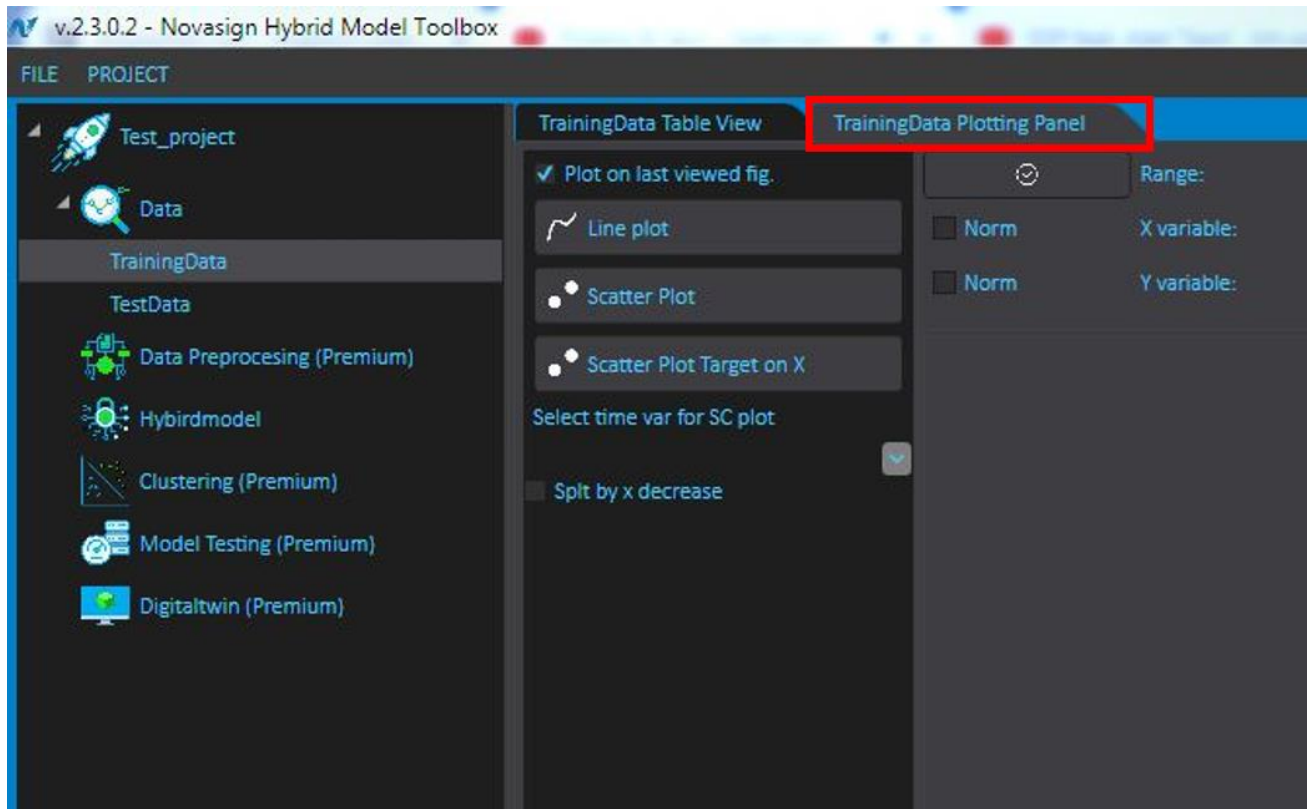 v.2.3.0.2 - Novasign Hybrid Model Toolbox
FILE PROJECT
Test_project
Data
TrainingData
TestData
Data Preprocesing (Premium)
Hybirdmodel
Clustering (Premium)
Model Testing (Premium)
Digitaltwin (Premium)
TrainingData Table View
TrainingData Plotting Panel
Plot on last viewed fig.
Line plot
Scatter Plot
Scatter Plot Target on X
Select time var for SC plot
Splt by x decrease
Range:
Norm X variable:
Norm Y variable: